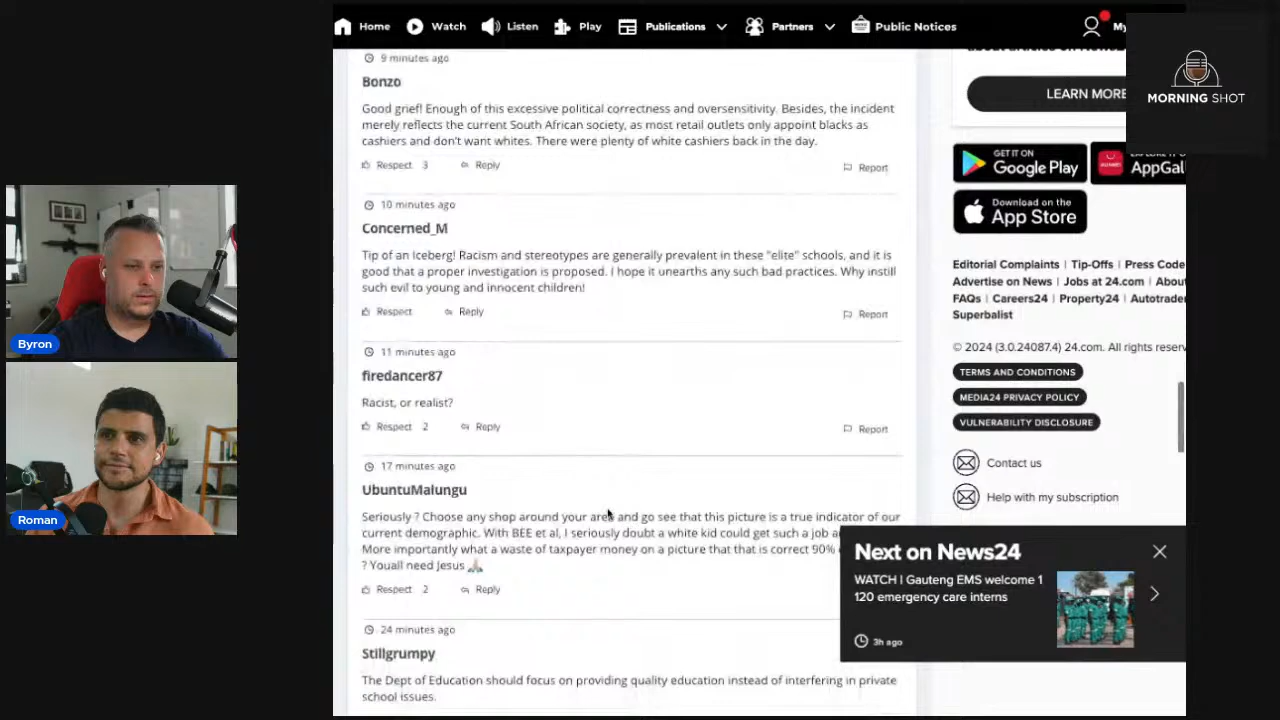 Home Watch Listen Play Publications Partners Public Notices My
MORNING SHOT
9 minutes ago
Bonzo
Good grief! Enough of this excessive political correctness and oversensitivity. Besides, the incident
merely reflects the current South African society, as most retail outlets only appoint blacks as
cashiers and don't want whites. There were plenty of white cashiers back in the day.
Respect 3 Reply Report
10 minutes ago
Concerned_M
Tip of an Iceberg! Racism and stereotypes are generally prevalent in these "elite" schools, and it is
good that a proper investigation is proposed. I hope it unearths any such bad practices. Why instill
such evil to young and innocent children!
Respect Reply Report
11 minutes ago
firedancer87
Racist, or realist?
Respect 2 Reply Report
17 minutes ago
UbuntuMalungu
Seriously ? Choose any shop around your area and go see that this picture is a true indicator of our
current demographic. With BEE et al, I seriously doubt a white kid could get such a job
More importantly what a waste of taxpayer money on a picture that that is correct 90%
? Youall need Jesus 🙏
Respect 2 Reply
24 minutes ago
Stillgrumpy
The Dept of Education should focus on providing quality education instead of interfering in private
school issues.
LEARN MORE
GET IT ON
Google Play
AppGall
Download on the
App Store
Editorial Complaints | Tip-Offs | Press Code
Advertise on News | Jobs at 24.com | Abou
FAQs | Careers24 | Property24 | Autotrader
Superbalist
© 2024 (3.0.24087.4) 24.com. All rights reserv
TERMS AND CONDITIONS
MEDIA24 PRIVACY POLICY
VULNERABILITY DISCLOSURE
Contact us
Help with my subscription
Next on News24
WATCH | Gauteng EMS welcome 1
120 emergency care interns
3h ago
Byron
Roman